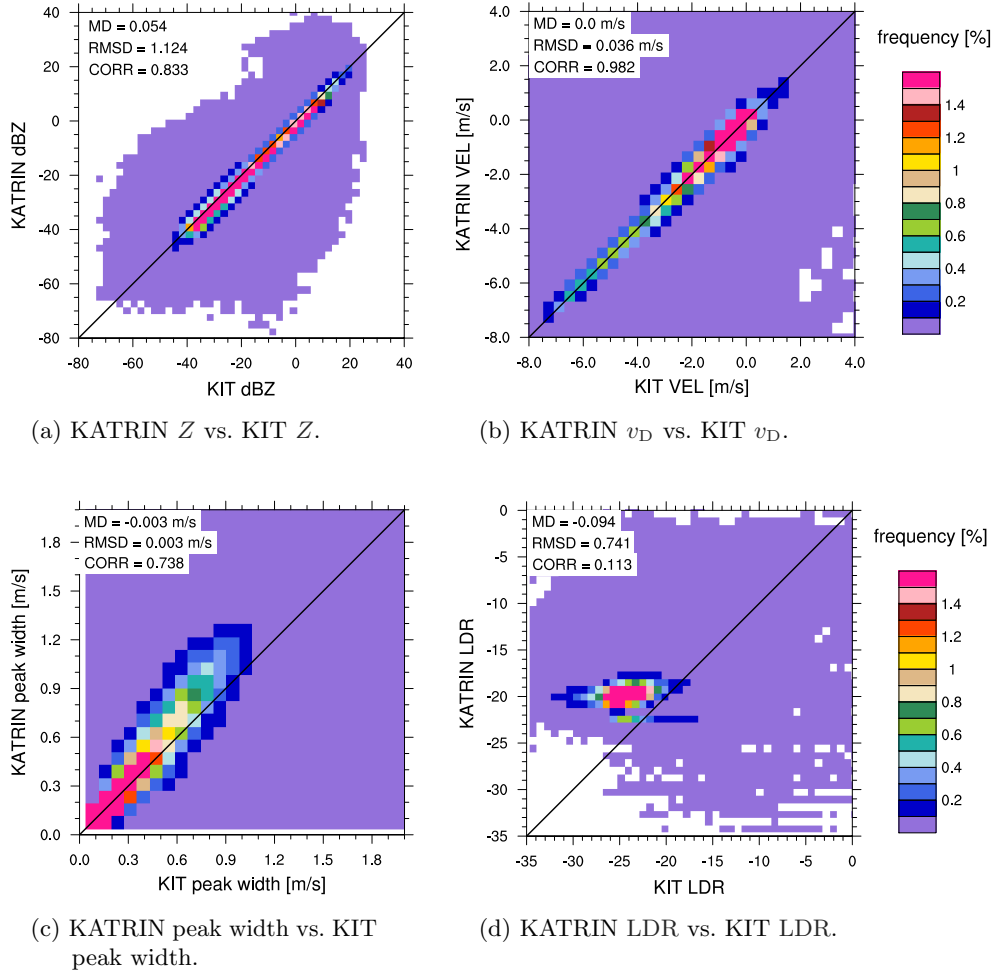 MD = 0.054
RMSD = 1.124
CORR = 0.833
40
20
0
-20
-40
-60
-80
KATRIN dBZ
-80 -60 -40 -20 0 20 40
KIT dBZ
(a) KATRIN Z vs. KIT Z.
MD = 0.0 m/s
RMSD = 0.036 m/s
CORR = 0.982
4.0
2.0
0.0
-2.0
-4.0
-6.0
-8.0
KATRIN VEL [m/s]
-8.0 -6.0 -4.0 -2.0 0.0 2.0 4.0
KIT VEL [m/s]
(b) KATRIN v_D vs. KIT v_D.
frequency [%]
1.4
1.2
1
0.8
0.6
0.4
0.2
MD = -0.003 m/s
RMSD = 0.003 m/s
CORR = 0.738
1.8
1.5
1.2
0.9
0.6
0.3
0.0
KATRIN peak width [m/s]
0.0 0.3 0.6 0.9 1.2 1.5 1.8
KIT peak width [m/s]
(c) KATRIN peak width vs. KIT
peak width.
MD = -0.094
RMSD = 0.741
CORR = 0.113
0
-5
-10
-15
-20
-25
-30
-35
KATRIN LDR
-35 -30 -25 -20 -15 -10 -5 0
KIT LDR
(d) KATRIN LDR vs. KIT LDR.
frequency [%]
1.4
1.2
1
0.8
0.6
0.4
0.2